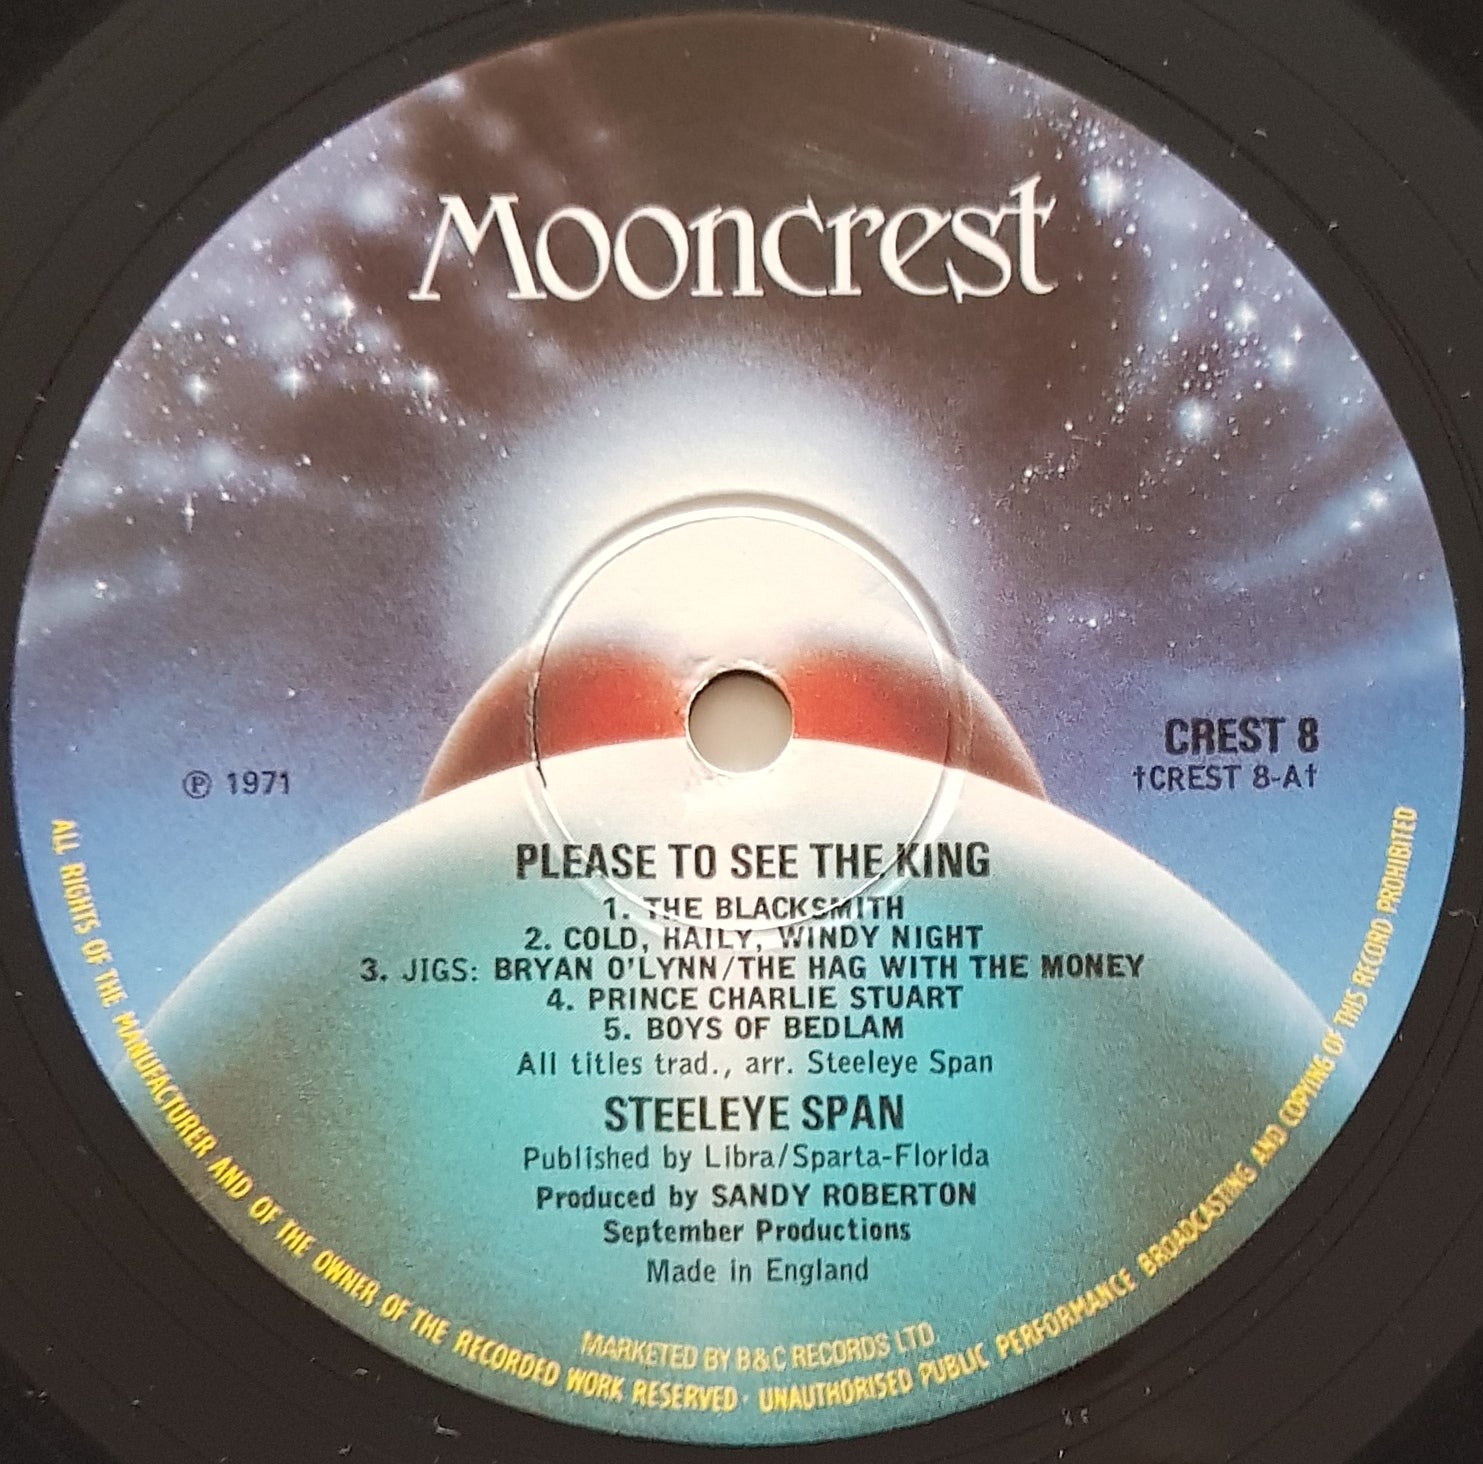 Mooncrest
CREST 8
†CREST 8-A†
℗ 1971
PLEASE TO SEE THE KING
1. THE BLACKSMITH
2. COLD, HAILY, WINDY NIGHT
3. JIGS: BRYAN O'LYNN/THE HAG WITH THE MONEY
4. PRINCE CHARLIE STUART
5. BOYS OF BEDLAM
All titles trad., arr. Steeleye Span
STEELEYE SPAN
Published by Libra/Sparta-Florida
Produced by SANDY ROBERTON
September Productions
Made in England
MARKETED BY B&C RECORDS LTD.
ALL RIGHTS OF THE MANUFACTURER AND OF THE OWNER OF THE RECORDED WORK RESERVED · UNAUTHORISED PUBLIC PERFORMANCE BROADCASTING AND COPYING OF THIS RECORD PROHIBITED